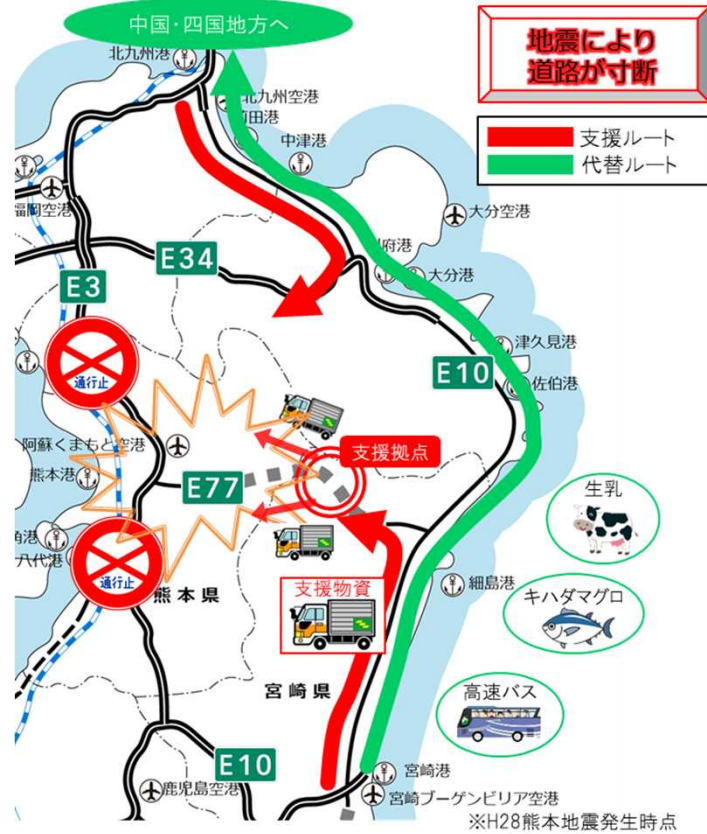 中国・四国地方へ
地震により
道路が寸断
支援ルート
代替ルート
北九州港
北九州空港
田港
中津港
福岡空港
大分空港
府港
大分港
E34
E3
津久見港
E10
佐伯港
通行止
阿蘇くまもと空港
熊本港
支援拠点
E77
生乳
角港
八代港
通行止
熊本県
支援物資
細島港
キハダマグロ
宮崎県
高速バス
E10
鹿児島空港
宮崎港
宮崎ブーゲンビリア空港
※H28熊本地震発生時点